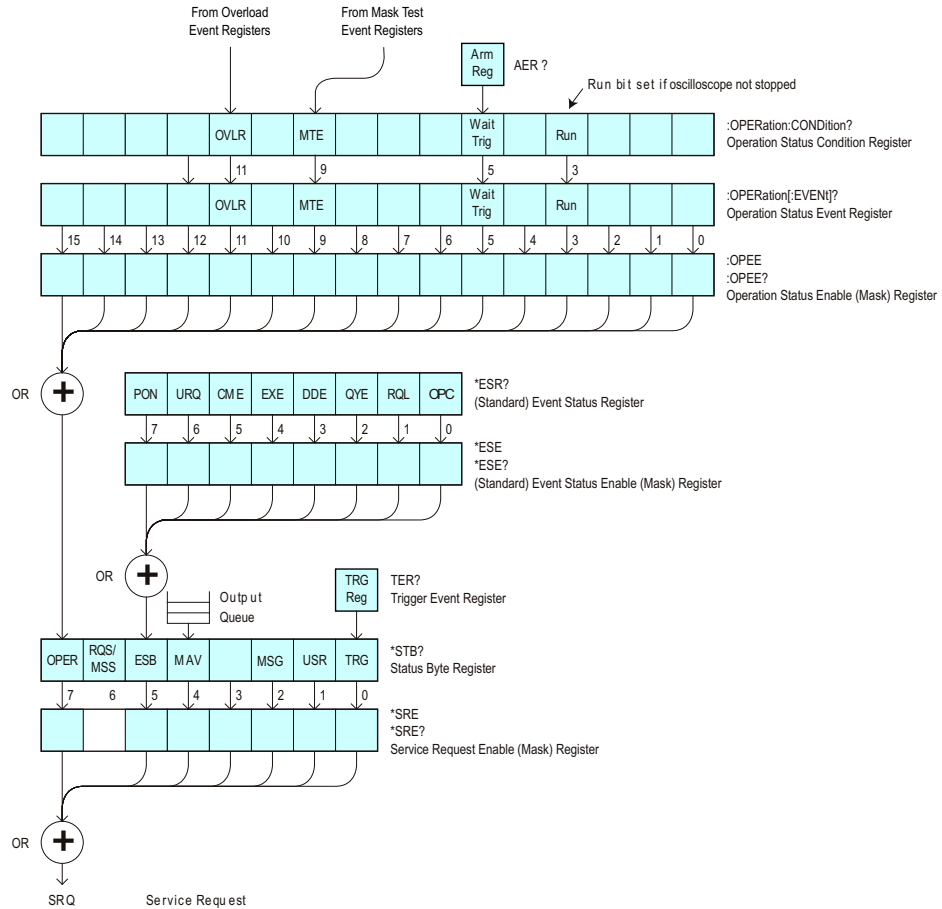 From Overload
Event Registers
From Mask Test
Event Registers
Arm
Reg
AER ?
Run bit set if oscilloscope not stopped
OVLR
MTE
Wait
Trig
Run
:OPERation:CONDition?
Operation Status Condition Register
11
9
5
3
OVLR
MTE
Wait
Trig
Run
:OPERation[:EVENt]?
Operation Status Event Register
15 14 13 12 11 10 9 8 7 6 5 4 3 2 1 0
:OPEE
:OPEE?
Operation Status Enable (Mask) Register
OR
+
PON URQ CME EXE DDE QYE RQL OPC
*ESR?
(Standard) Event Status Register
7 6 5 4 3 2 1 0
*ESE
*ESE?
(Standard) Event Status Enable (Mask) Register
OR
+
Output
Queue
TRG
Reg
TER?
Trigger Event Register
OPER
RQS/
MSS
ESB
MAV
MSG
USR
TRG
*STB?
Status Byte Register
7 6 5 4 3 2 1 0
*SRE
*SRE?
Service Request Enable (Mask) Register
OR
+
SRQ
Service Request